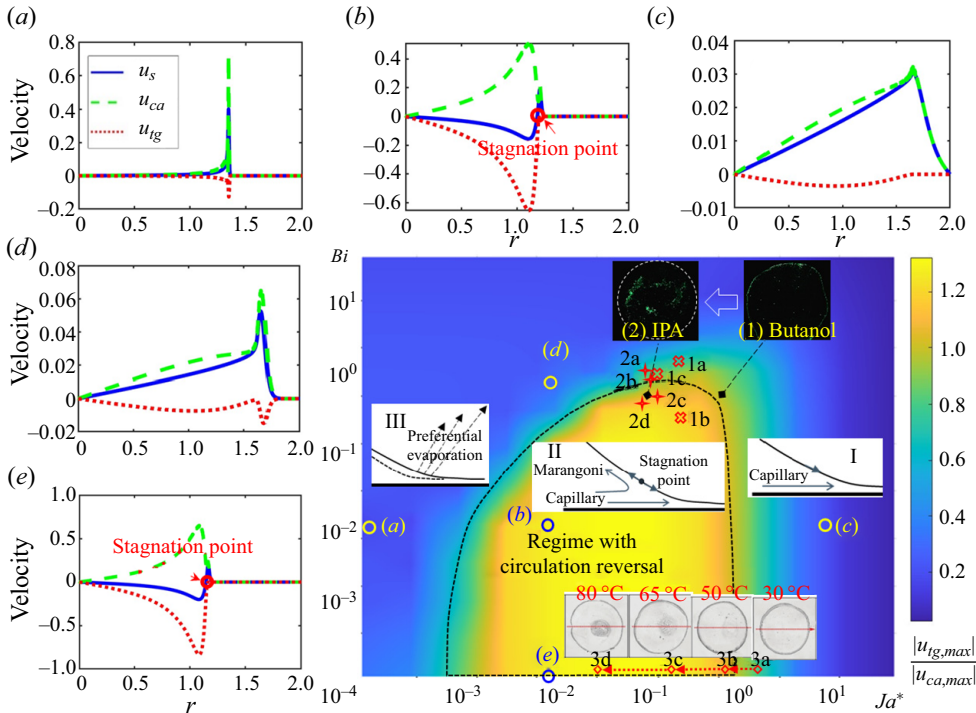 (a)
0.8
0.6
0.4
0.2
0
–0.2
Velocity
u_s
u_ca
u_tg
0
0.5
1.0
1.5
2.0
(b)
0.4
0.2
0
–0.2
–0.4
–0.6
Stagnation point
0
0.5
1.0
1.5
2.0
r
(c)
0.04
0.03
0.02
0.01
0
–0.01
0
0.5
1.0
1.5
2.0
r
(d)
0.08
0.06
0.04
0.02
0
–0.02
Velocity
0
0.5
1.0
1.5
2.0
(e)
1.0
0.5
0
–0.5
–1.0
Velocity
Stagnation point
0
0.5
1.0
1.5
2.0
r
Bi
10^1
10^0
10^–1
10^–2
10^–3
10^–4
10^–3
10^–2
10^–1
10^0
10^1
Ja*
(2) IPA
(1) Butanol
(d)
2a
1a
2b
1c
2c
2d
1b
III
Preferential
evaporation
II
Marangoni
Stagnation
point
Capillary
I
Capillary
(a)
(b)
(c)
Regime with
circulation reversal
80 °C
65 °C
50 °C
30 °C
(e)
3d
3c
3b
3a
1.2
1.0
0.8
0.6
0.4
0.2
|u_tg,max|
|u_ca,max|